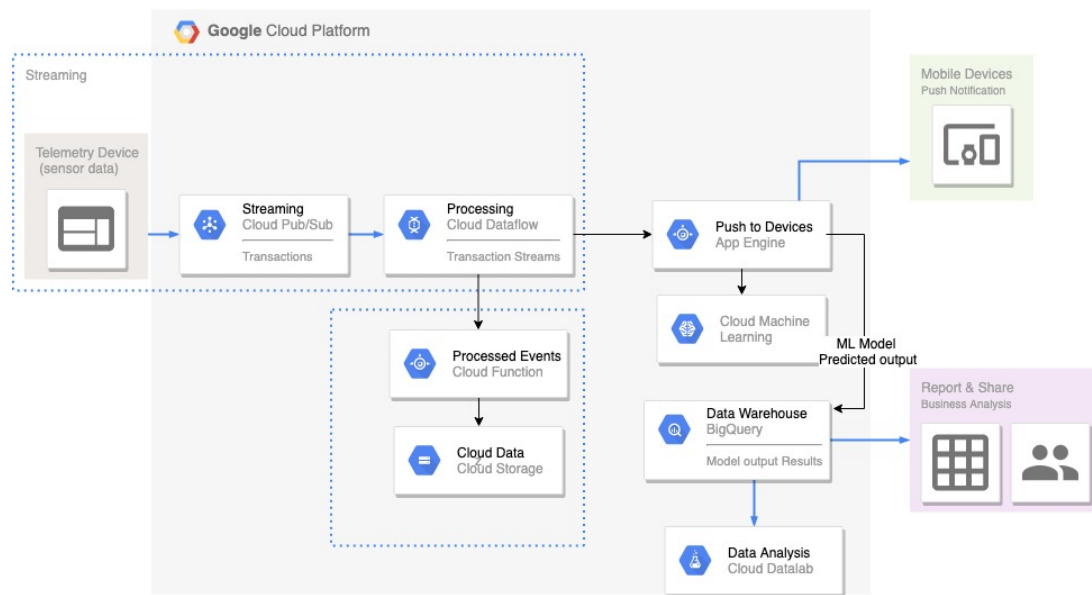 Google Cloud Platform
Streaming
Mobile Devices
Push Notification
Telemetry Device
(sensor data)
Streaming
Cloud Pub/Sub
Transactions
Processing
Cloud Dataflow
Transaction Streams
Push to Devices
App Engine
Cloud Machine
Learning
ML Model
Predicted output
Processed Events
Cloud Function
Cloud Data
Cloud Storage
Data Warehouse
BigQuery
Model output Results
Report & Share
Business Analysis
Data Analysis
Cloud Datalab